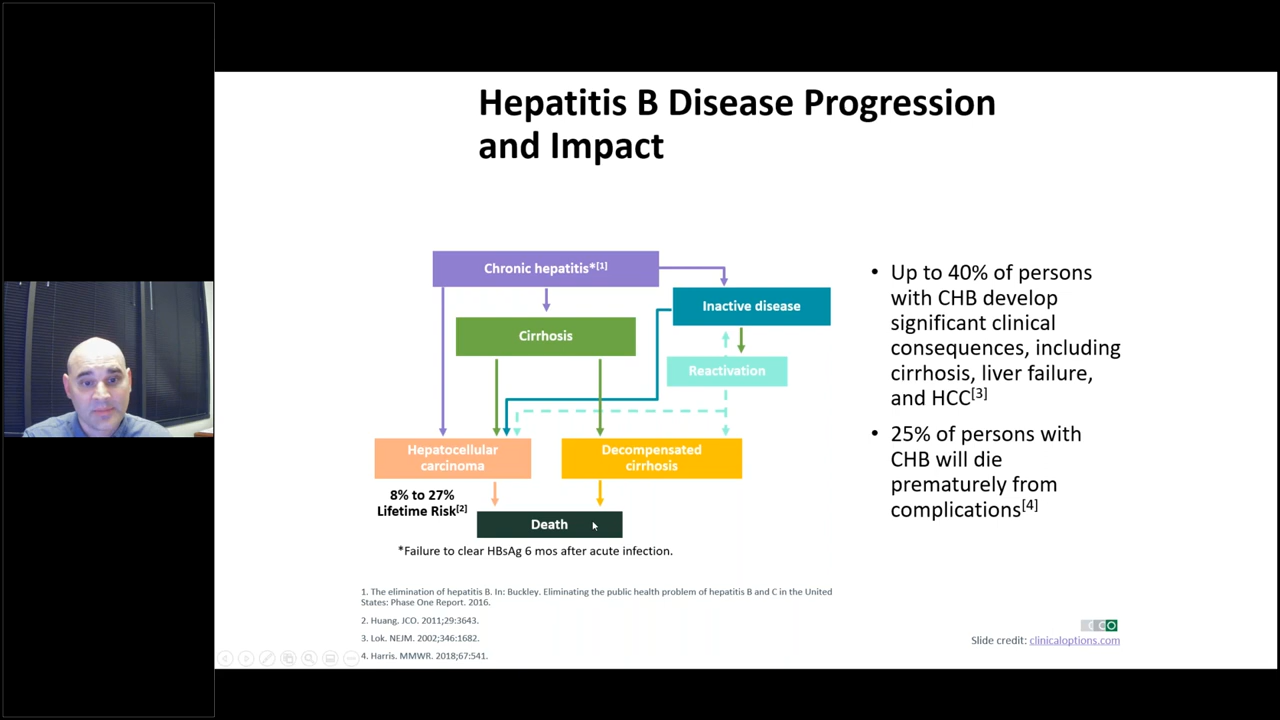 Hepatitis B Disease Progression
and Impact
Chronic hepatitis*[1]
Inactive disease
Cirrhosis
Reactivation
Hepatocellular
carcinoma
Decompensated
cirrhosis
8% to 27%
Lifetime Risk[2]
Death
*Failure to clear HBsAg 6 mos after acute infection.
• Up to 40% of persons
with CHB develop
significant clinical
consequences, including
cirrhosis, liver failure,
and HCC[3]
• 25% of persons with
CHB will die
prematurely from
complications[4]
1. The elimination of hepatitis B. In: Buckley. Eliminating the public health problem of hepatitis B and C in the United
States: Phase One Report. 2016.
2. Huang. JCO. 2011;29:3643.
3. Lok. NEJM. 2002;346:1682.
4. Harris. MMWR. 2018;67:541.
CCO
Slide credit: clinicaloptions.com